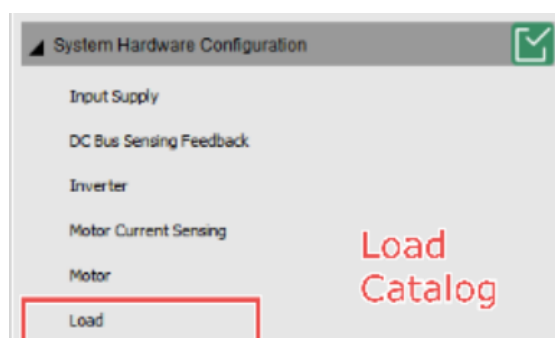 System Hardware Configuration
Input Supply
DC Bus Sensing Feedback
Inverter
Motor Current Sensing
Motor
Load
Load
Catalog